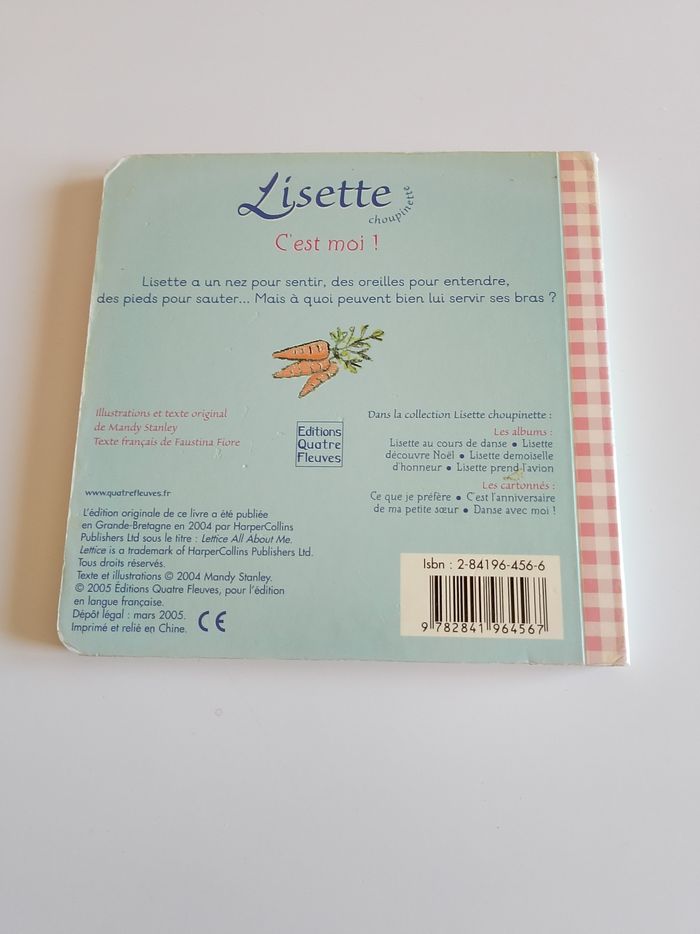 Lisette
choupinette
C'est moi !
Lisette a un nez pour sentir, des oreilles pour entendre,
des pieds pour sauter... Mais à quoi peuvent bien lui servir ses bras ?
Illustrations et texte original
de Mandy Stanley
Texte français de Faustina Fiore
Editions
Quatre
Fleuves
Dans la collection Lisette choupinette :
Les albums :
Lisette au cours de danse • Lisette
découvre Noël • Lisette demoiselle
d'honneur • Lisette prend l'avion
Les cartonnés :
Ce que je préfère • C'est l'anniversaire
de ma petite sœur • Danse avec moi !
www.quatrefleuves.fr
L'édition originale de ce livre a été publiée
en Grande-Bretagne en 2004 par HarperCollins
Publishers Ltd sous le titre : Lettice All About Me.
Lettice is a trademark of HarperCollins Publishers Ltd.
Tous droits réservés.
Texte et illustrations © 2004 Mandy Stanley.
© 2005 Éditions Quatre Fleuves, pour l'édition
en langue française.
Dépôt légal : mars 2005.
Imprimé et relié en Chine. CE
Isbn : 2-84196-456-6
9 782841 964567